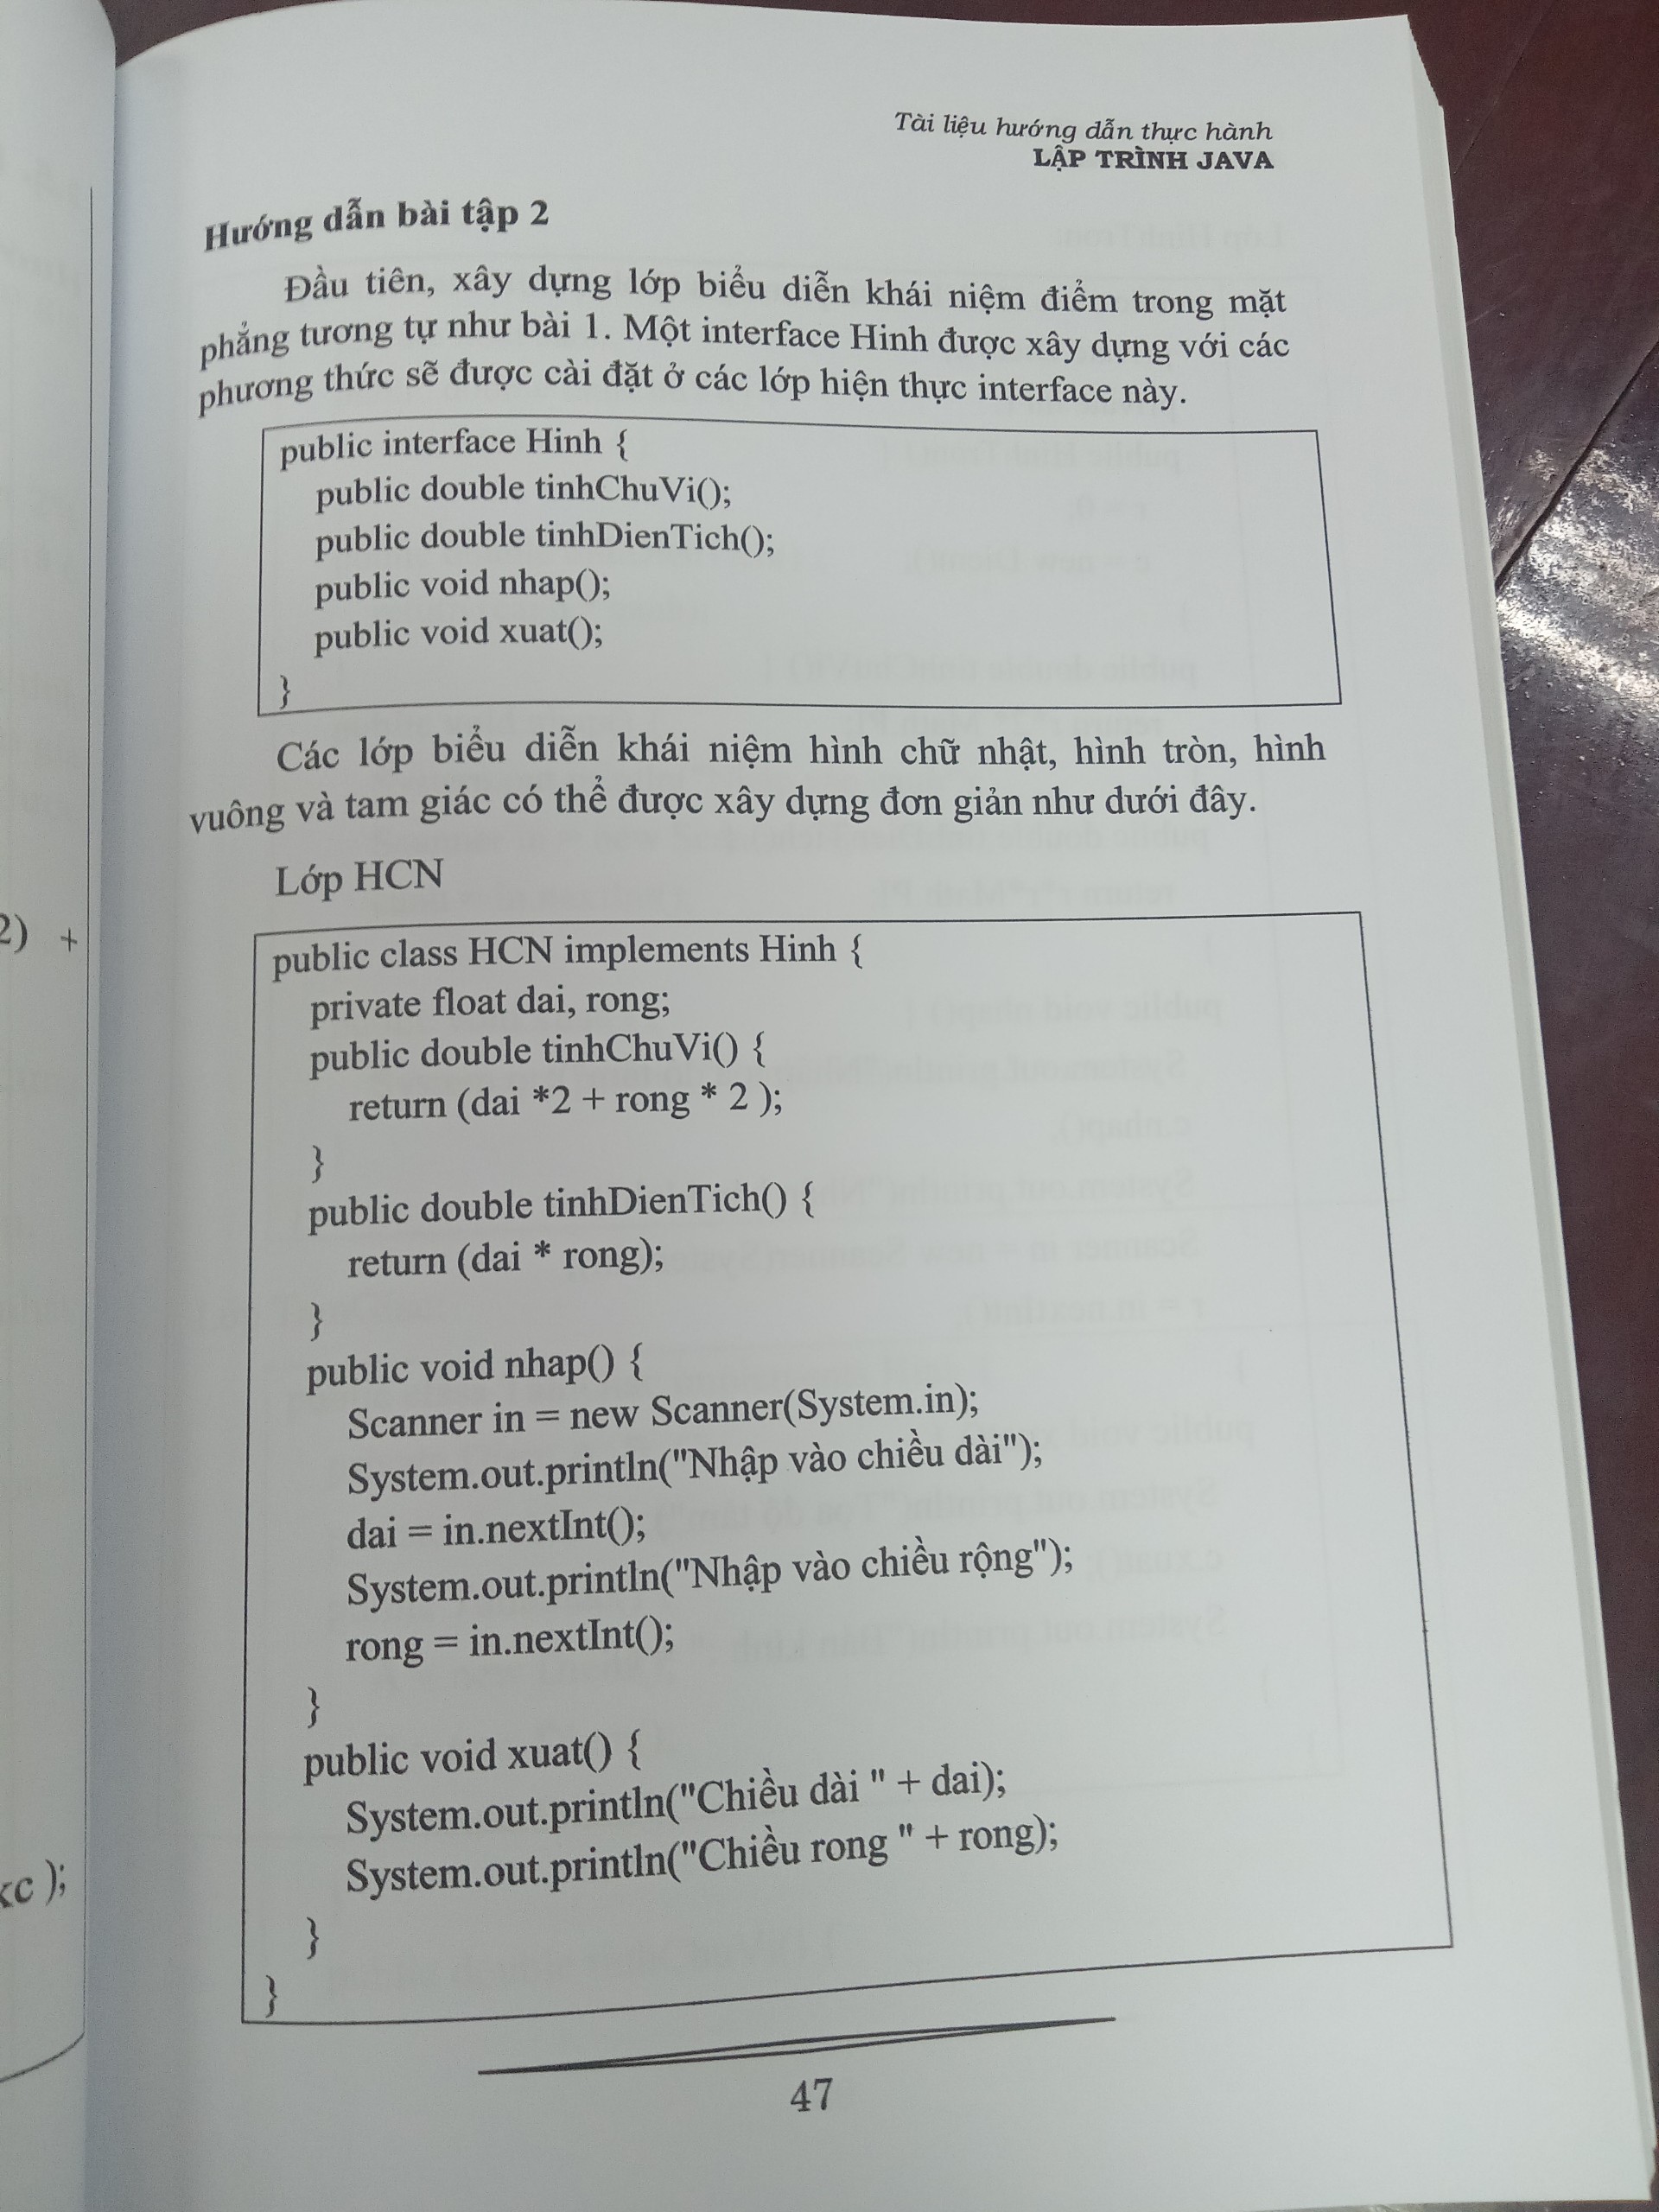 Tài liệu hướng dẫn thực hành
LẬP TRÌNH JAVA
Hướng dẫn bài tập 2
Đầu tiên, xây dựng lớp biểu diễn khái niệm điểm trong mặt
phẳng tương tự như bài 1. Một interface Hinh được xây dựng với các
phương thức sẽ được cài đặt ở các lớp hiện thực interface này.
public interface Hinh {
public double tinhChuVi();
public double tinhDienTich();
public void nhap();
public void xuat();
}
Các lớp biểu diễn khái niệm hình chữ nhật, hình tròn, hình
vuông và tam giác có thể được xây dựng đơn giản như dưới đây.
Lớp HCN
public class HCN implements Hinh {
private float dai, rong;
public double tinhChuVi() {
return (dai *2 + rong * 2 );
}
public double tinhDienTich() {
return (dai * rong);
}
public void nhap() {
Scanner in = new Scanner(System.in);
System.out.println("Nhập vào chiều dài");
dai = in.nextInt();
System.out.println("Nhập vào chiều rộng");
rong = in.nextInt();
}
public void xuat() {
System.out.println("Chiều dài " + dai);
System.out.println("Chiều rong " + rong);
}
}
47
2) +
c );